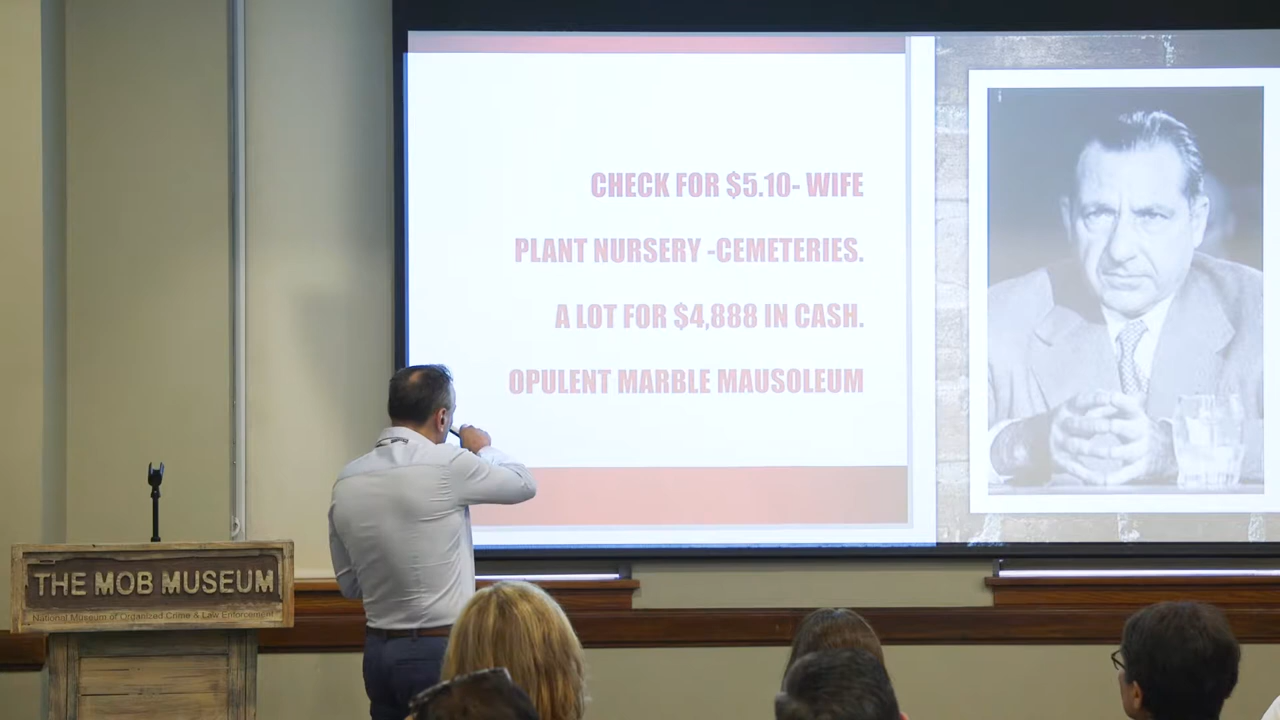 CHECK FOR $5.10- WIFE
PLANT NURSERY -CEMETERIES.
A LOT FOR $4,888 IN CASH.
OPULENT MARBLE MAUSOLEUM
THE MOB MUSEUM
National Museum of Organized Crime & Law Enforcement